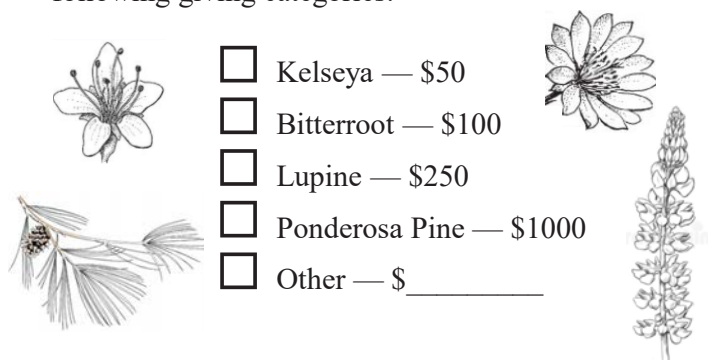 following giving categories:
Kelseya — $50
Bitterroot — $100
Lupine — $250
Ponderosa Pine — $1000
Other — $_________